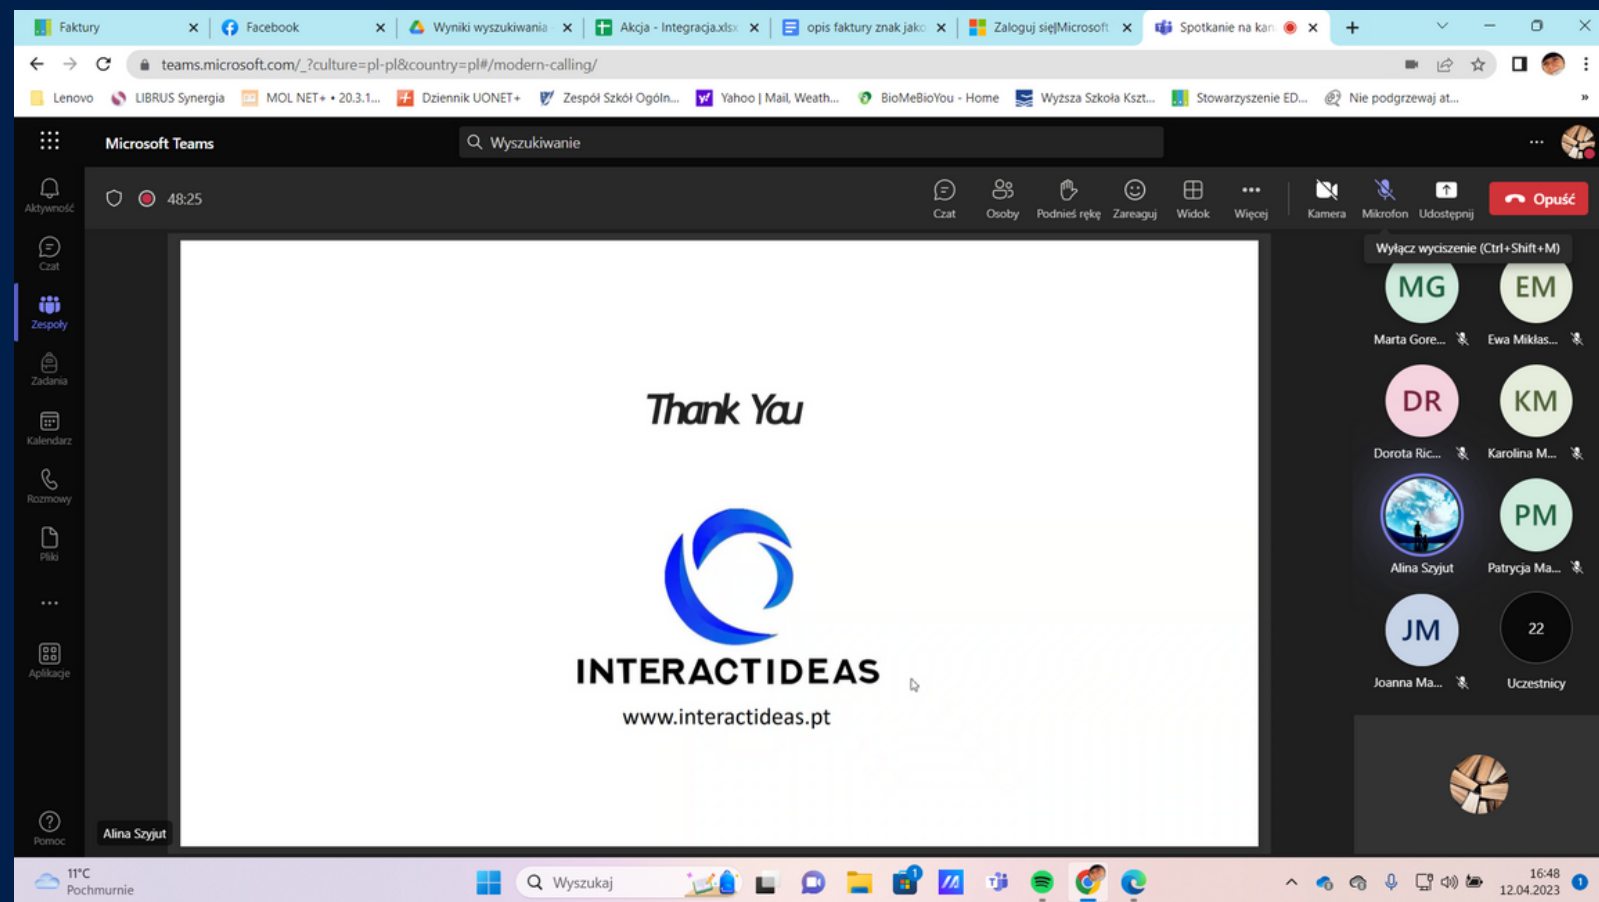 Faktury
Facebook
Wyniki wyszukiwania -
Akcja - Integracja.xlsx
opis faktury znak jako
Zaloguj się|Microsoft
Spotkanie na kan
teams.microsoft.com/_?culture=pl-pl&country=pl#/modern-calling/
Lenovo
LIBRUS Synergia
MOL NET+ • 20.3.1...
Dziennik UONET+
Zespół Szkół Ogóln...
Yahoo | Mail, Weath...
BioMeBioYou - Home
Wyższa Szkoła Kszt...
Stowarzyszenie ED...
Nie podgrzewaj at...
»
Microsoft Teams
Wyszukiwanie
48:25
Czat
Osoby
Podnieś rękę
Zareaguj
Widok
Więcej
Kamera
Mikrofon
Udostępnij
Opuść
Wyłącz wyciszenie (Ctrl+Shift+M)
Aktywność
Czat
Zespoły
Zadania
Kalendarz
Rozmowy
Pliki
Aplikacje
Pomoc
Thank You
INTERACTIDEAS
www.interactideas.pt
Alina Szyjut
MG
EM
Marta Gore...
Ewa Mikłas...
DR
KM
Dorota Ric...
Karolina M...
PM
Alina Szyjut
Patrycja Ma...
JM
22
Joanna Ma...
Uczestnicy
11°C
Pochmurnie
Wyszukaj
1
16:48
12.04.2023
1